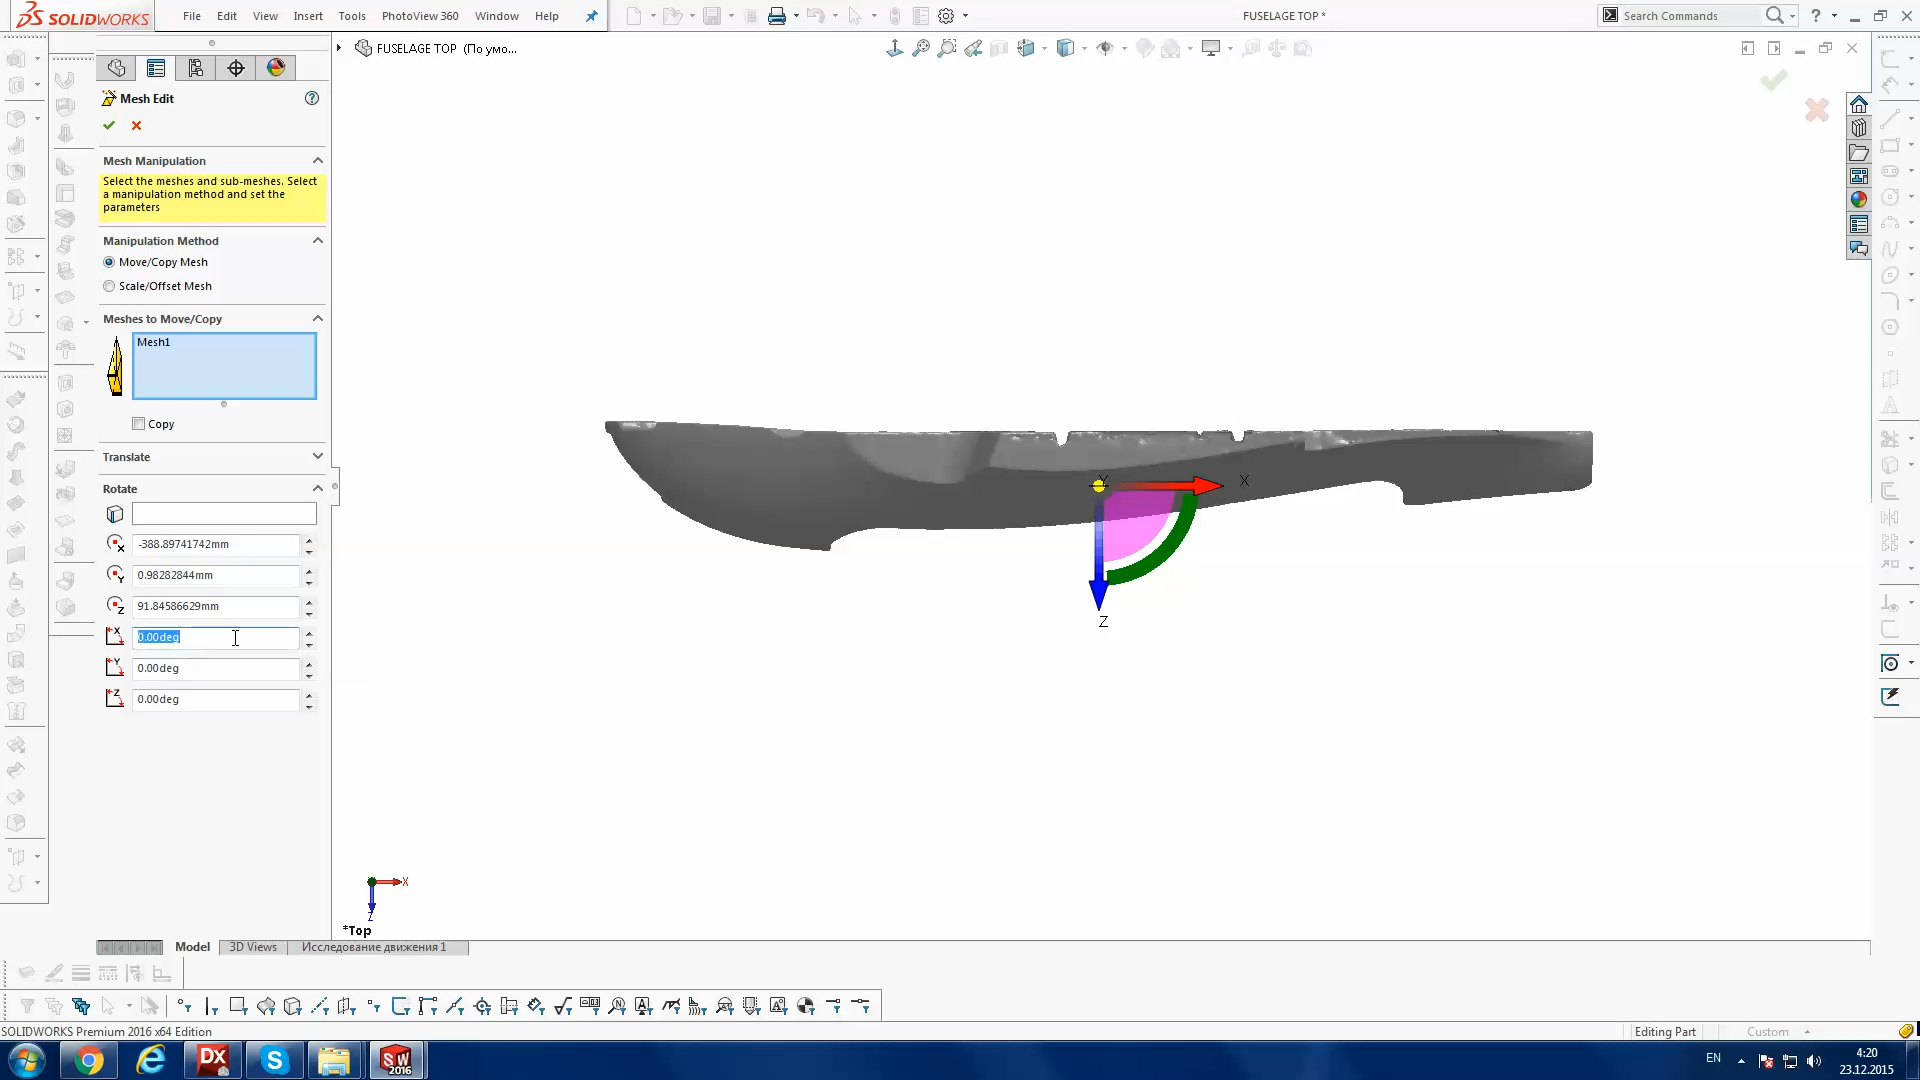 SOLIDWORKS File Edit View Insert Tools PhotoView 360 Window Help FUSELAGE TOP * Search Commands
FUSELAGE TOP (По умо...
Mesh Edit
Mesh Manipulation
Select the meshes and sub-meshes. Select
a manipulation method and set the
parameters
Manipulation Method
Move/Copy Mesh
Scale/Offset Mesh
Meshes to Move/Copy
Mesh1
Copy
Translate
Rotate
-388.89741742mm
0.98282844mm
91.84586629mm
0.00deg
0.00deg
0.00deg
Y
X
Z
X
Z
*Top
Model 3D Views Исследование движения 1
SOLIDWORKS Premium 2016 x64 Edition Editing Part Custom
DX
SW
2016
EN
4:20
23.12.2015